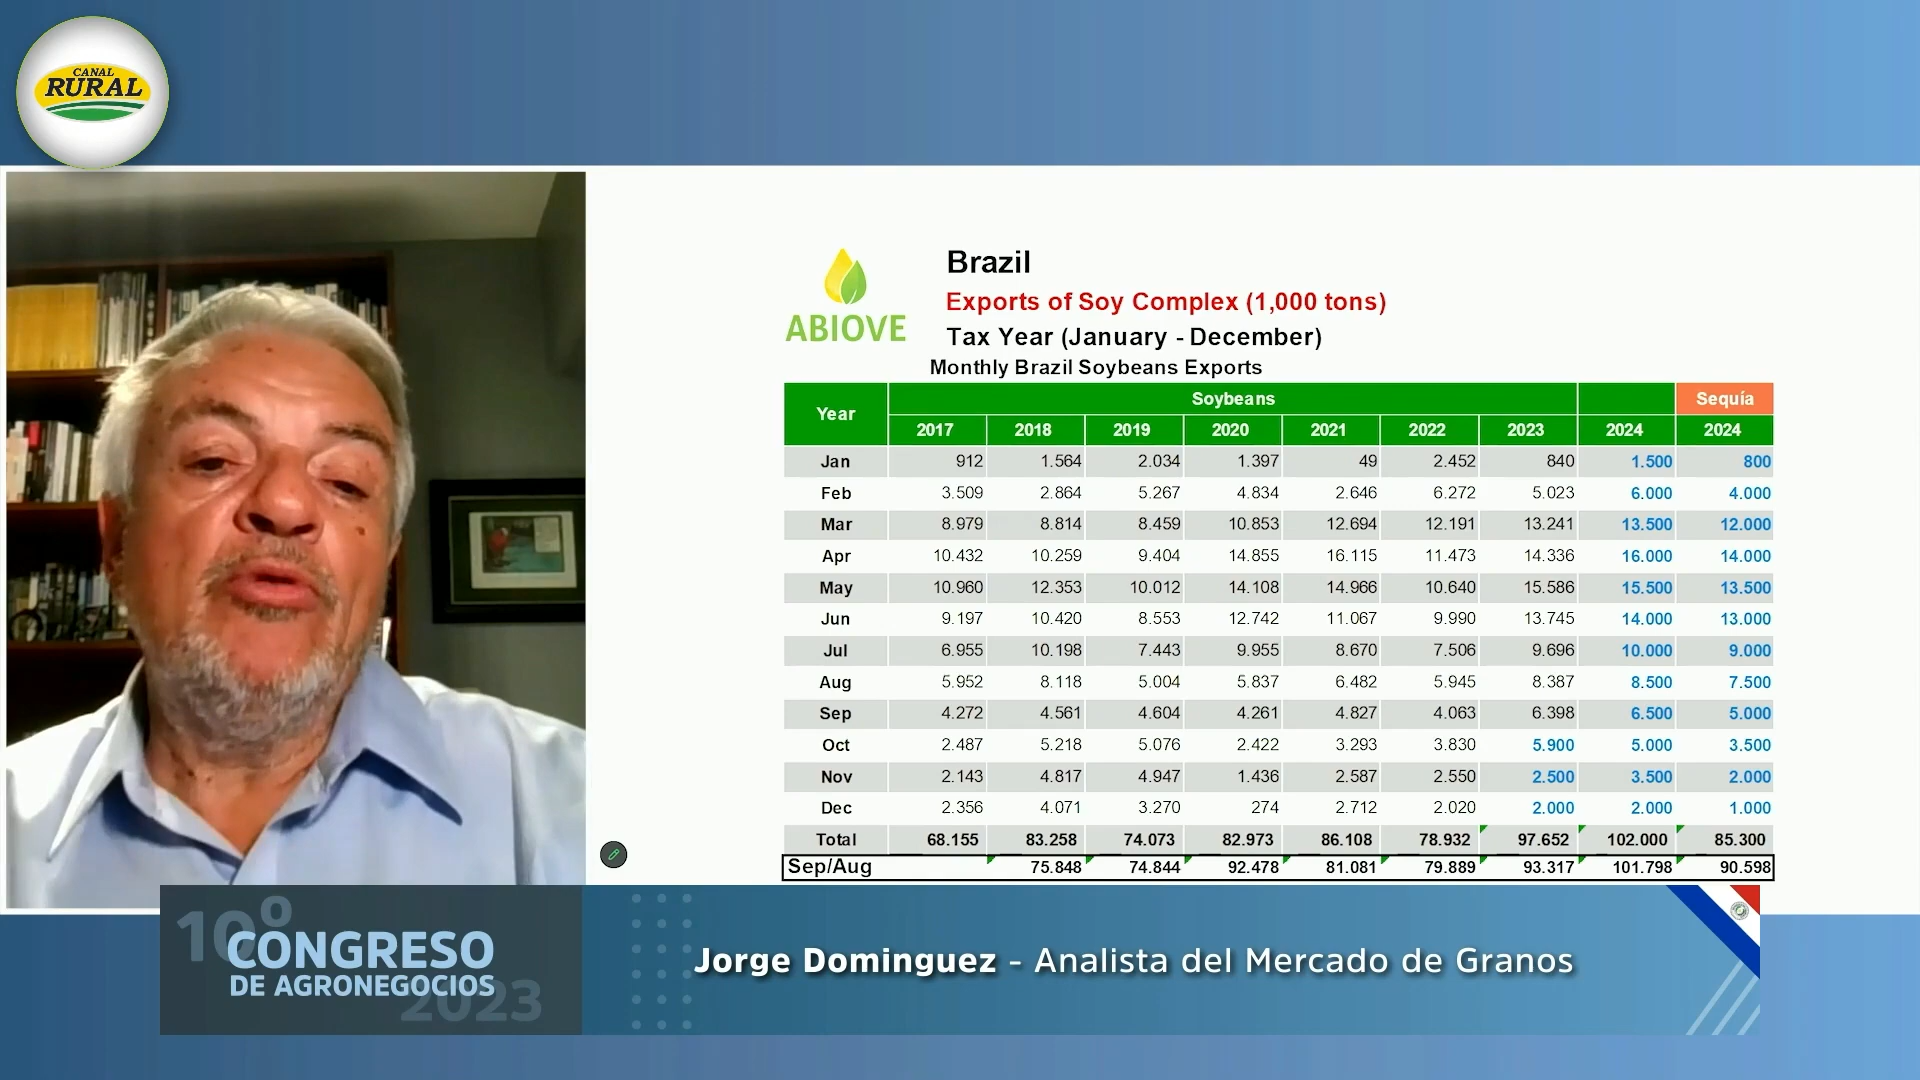 CANAL
RURAL
ABIOVE
Brazil
Exports of Soy Complex (1,000 tons)
Tax Year (January - December)
Monthly Brazil Soybeans Exports
Year Soybeans Sequía
2017 2018 2019 2020 2021 2022 2023 2024 2024
Jan 912 1.564 2.034 1.397 49 2.452 840 1.500 800
Feb 3.509 2.864 5.267 4.834 2.646 6.272 5.023 6.000 4.000
Mar 8.979 8.814 8.459 10.853 12.694 12.191 13.241 13.500 12.000
Apr 10.432 10.259 9.404 14.855 16.115 11.473 14.336 16.000 14.000
May 10.960 12.353 10.012 14.108 14.966 10.640 15.586 15.500 13.500
Jun 9.197 10.420 8.553 12.742 11.067 9.990 13.745 14.000 13.000
Jul 6.955 10.198 7.443 9.955 8.670 7.506 9.696 10.000 9.000
Aug 5.952 8.118 5.004 5.837 6.482 5.945 8.387 8.500 7.500
Sep 4.272 4.561 4.604 4.261 4.827 4.063 6.398 6.500 5.000
Oct 2.487 5.218 5.076 2.422 3.293 3.830 5.900 5.000 3.500
Nov 2.143 4.817 4.947 1.436 2.587 2.550 2.500 3.500 2.000
Dec 2.356 4.071 3.270 274 2.712 2.020 2.000 2.000 1.000
Total 68.155 83.258 74.073 82.973 86.108 78.932 97.652 102.000 85.300
Sep/Aug 75.848 74.844 92.478 81.081 79.889 93.317 101.798 90.598
10º
CONGRESO
DE AGRONEGOCIOS
2023
Jorge Dominguez - Analista del Mercado de Granos